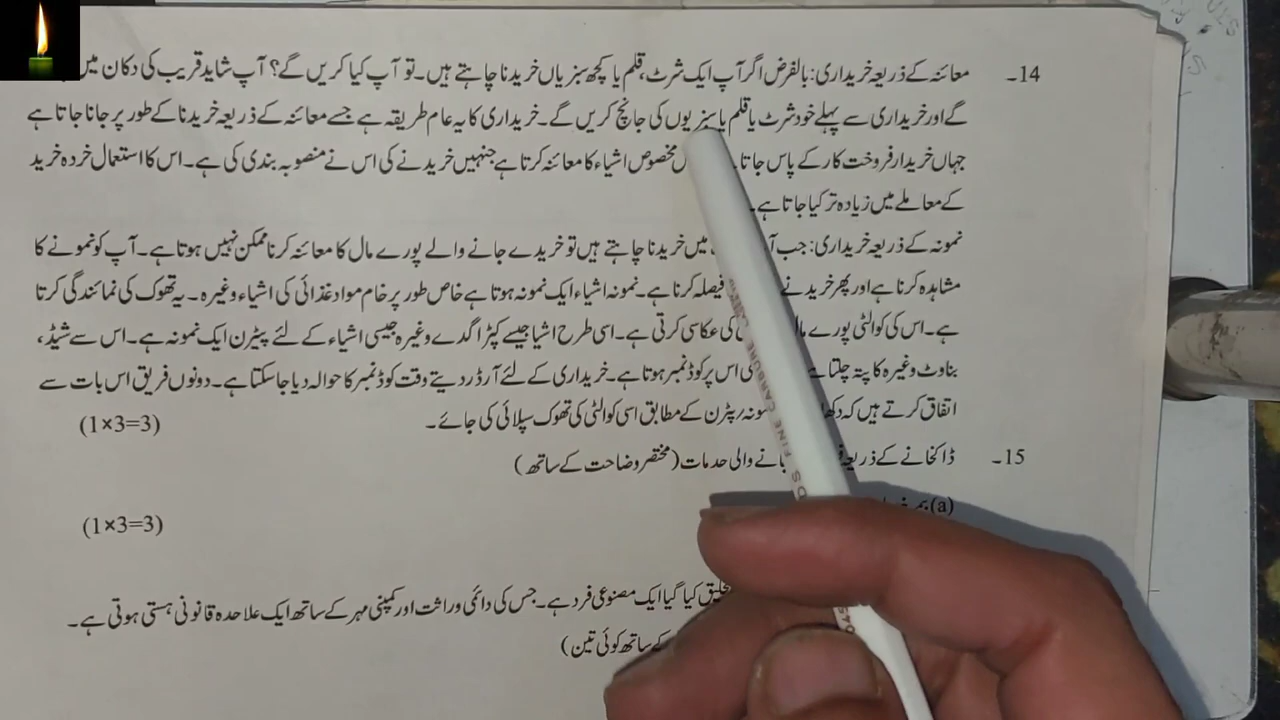 14۔ معائنہ کے ذریعہ خریداری: بالفرض اگر آپ ایک شرٹ، قلم یا کچھ سبزیاں خریدنا چاہتے ہیں۔ تو آپ کیا کریں گے؟ آپ شاید قریب کی دکان میں
گے اور خریداری سے پہلے خود شرٹ یا قلم یا سبزیوں کی جانچ کریں گے۔ خریداری کا یہ عام طریقہ ہے جسے معائنہ کے ذریعہ خریدنا کے طور پر جانا جاتا ہے
جہاں خریدار فروخت کار کے پاس جاتا مخصوص اشیاء کا معائنہ کرتا ہے جنہیں خریدنے کی اس نے منصوبہ بندی کی ہے۔ اس کا استعمال خردہ خرید
کے معاملے میں زیادہ تر کیا جاتا ہے۔
نمونہ کے ذریعہ خریداری: جب میں خریدنا چاہتے ہیں تو خریدے جانے والے پورے مال کا معائنہ کرنا ممکن نہیں ہوتا ہے۔ آپ کو نمونے کا
مشاہدہ کرنا ہے اور پھر خریدنے فیصلہ کرنا ہے۔ نمونہ اشیاء ایک نمونہ ہوتا ہے خاص طور پر خام مواد غذائی کی اشیاء وغیرہ۔ یہ تھوک کی نمائندگی کرتا
ہے۔ اس کی کوالٹی پورے کی عکاسی کرتی ہے۔ اسی طرح اشیا جیسے کپڑا گدے وغیرہ جیسی اشیاء کے لئے پیٹرن ایک نمونہ ہے۔ اس سے شیڈ،
بناوٹ وغیرہ کا پتہ چلتا کی اس پر کوڈ نمبر ہوتا ہے۔ خریداری کے لئے آرڈر دیتے وقت کوڈ نمبر کا حوالہ دیا جا سکتا ہے۔ دونوں فریق اس بات سے
اتفاق کرتے ہیں کہ نمونہ/پیٹرن کے مطابق اسی کوالٹی کی تھوک سپلائی کی جائے۔ (1×3=3)
15۔ ڈاکخانے کے ذریعہ والی خدمات (مختصر وضاحت کے ساتھ)
(a)
(1×3=3)
تخلیق کیا گیا ایک مصنوعی فرد ہے۔ جس کی دائمی وراثت اور کمپنی مہر کے ساتھ ایک علاحدہ قانونی ہستی ہوتی ہے۔
کے ساتھ کوئی تین)
FINE CARBURE